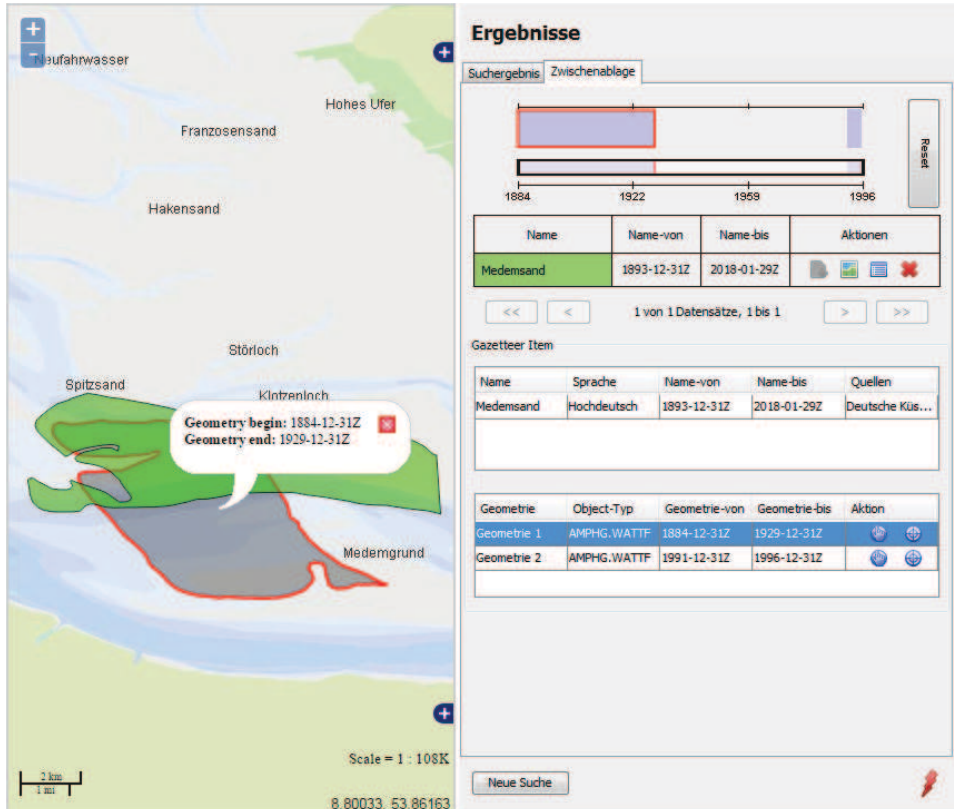 +
-
Neufahrwasser
+
Hohes Ufer
Franzosensand
Hakensand
Störloch
Spitzsand
Klotzenloch
Geometry begin: 1884-12-31Z
Geometry end: 1929-12-31Z
Medemgrund
+
Scale = 1 : 108K
2 km
1 mi
8.80033, 53.86163
Ergebnisse
Suchergebnis Zwischenablage
Reset
1884 1922 1959 1996
Name Name-von Name-bis Aktionen
Medemsand 1893-12-31Z 2018-01-29Z
<< < 1 von 1 Datensätze, 1 bis 1 > >>
Gazetteer Item
Name Sprache Name-von Name-bis Quellen
Medemsand Hochdeutsch 1893-12-31Z 2018-01-29Z Deutsche Küs...
Geometrie Object-Typ Geometrie-von Geometrie-bis Aktion
Geometrie 1 AMPHG.WATTF 1884-12-31Z 1929-12-31Z
Geometrie 2 AMPHG.WATTF 1991-12-31Z 1996-12-31Z
Neue Suche